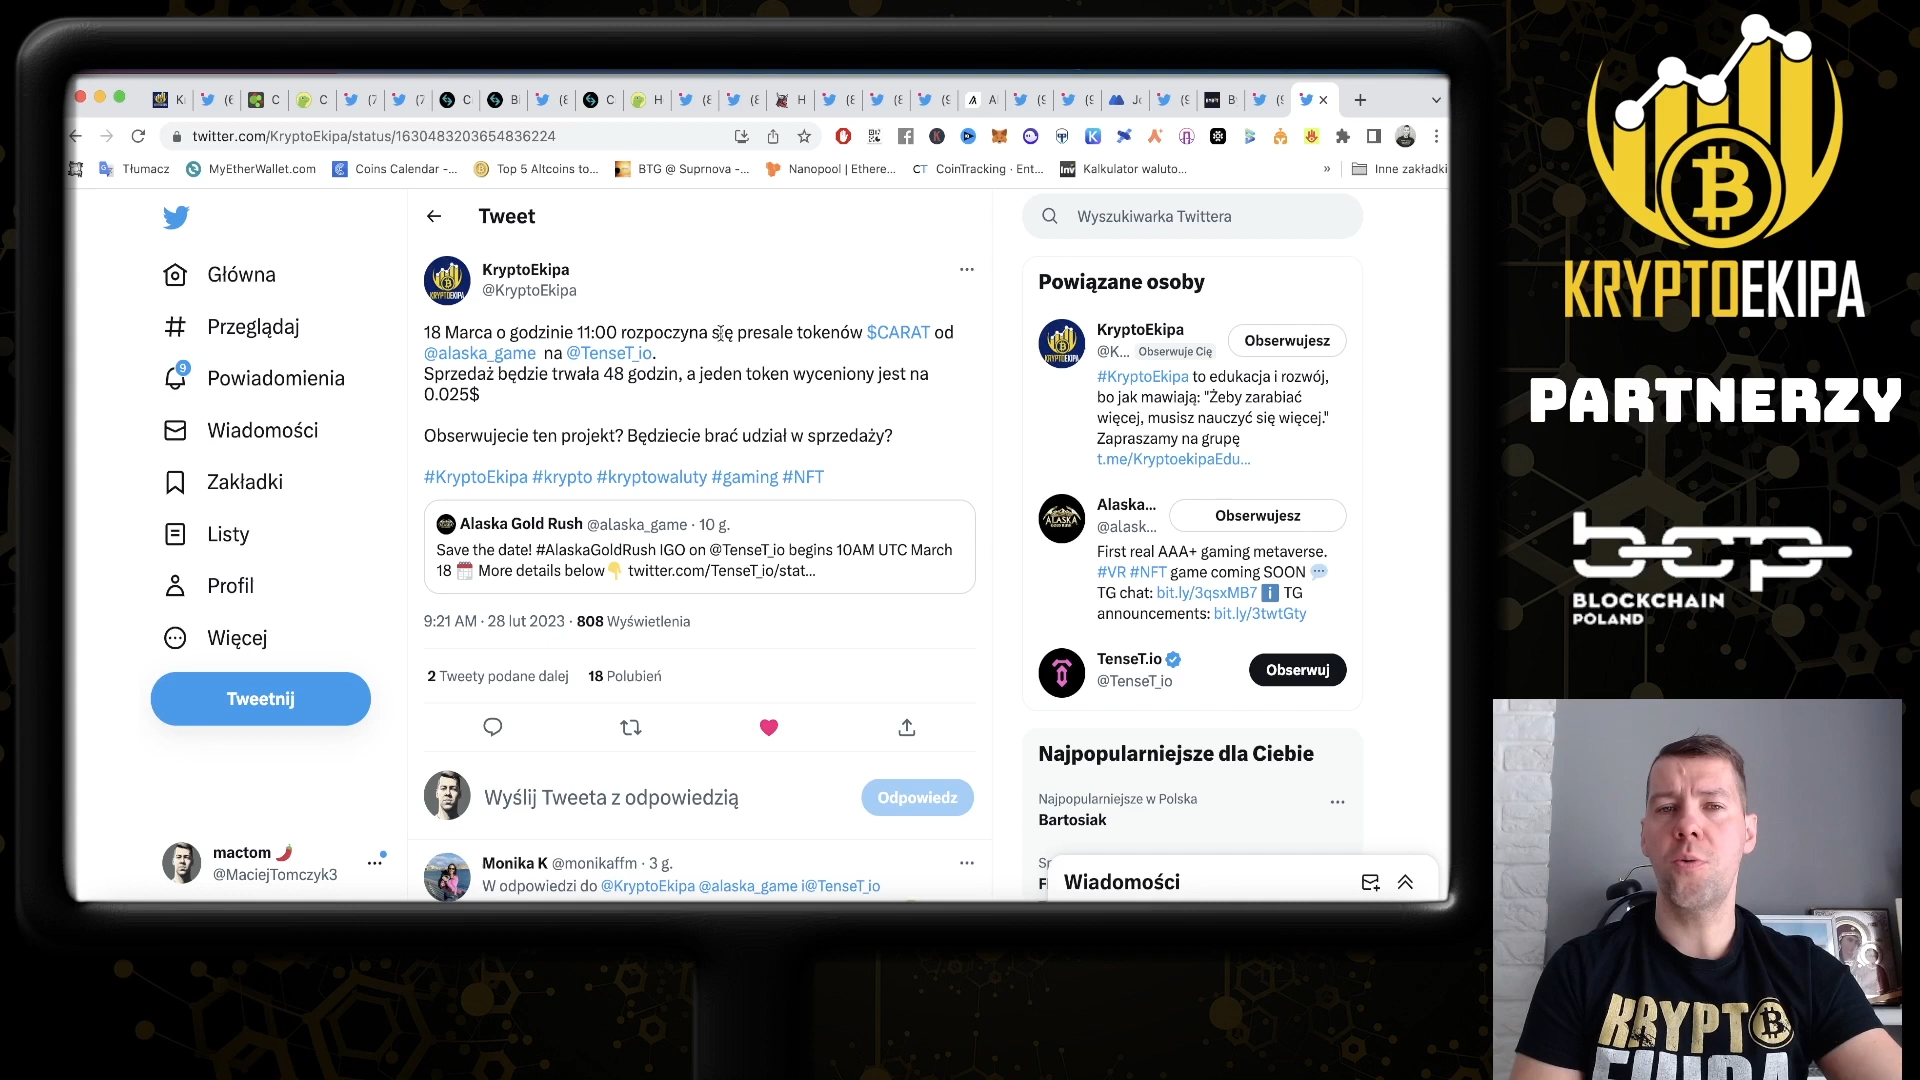 twitter.com/KryptoEkipa/status/1630483203654836224
Tłumacz
MyEtherWallet.com
Coins Calendar -...
Top 5 Altcoins to...
BTG @ Suprnova -...
Nanopool | Ethere...
CoinTracking · Ent...
Kalkulator waluto...
»
Inne zakładki
Główna
Przeglądaj
9
Powiadomienia
Wiadomości
Zakładki
Listy
Profil
Więcej
Tweetnij
mactom 🌶️
@MaciejTomczyk3
Tweet
KryptoEkipa
@KryptoEkipa
18 Marca o godzinie 11:00 rozpoczyna się presale tokenów $CARAT od
@alaska_game na @TenseT_io.
Sprzedaż będzie trwała 48 godzin, a jeden token wyceniony jest na
0.025$
Obserwujecie ten projekt? Będziecie brać udział w sprzedaży?
#KryptoEkipa #krypto #kryptowaluty #gaming #NFT
Alaska Gold Rush @alaska_game · 10 g.
Save the date! #AlaskaGoldRush IGO on @TenseT_io begins 10AM UTC March
18 📅 More details below👇 twitter.com/TenseT_io/stat...
9:21 AM · 28 lut 2023 · 808 Wyświetlenia
2 Tweety podane dalej 18 Polubień
Wyślij Tweeta z odpowiedzią
Odpowiedz
Monika K @monikaffm · 3 g.
W odpowiedzi do @KryptoEkipa @alaska_game i@TenseT_io
Wyszukiwarka Twittera
Powiązane osoby
KryptoEkipa
@K... Obserwuje Cię
Obserwujesz
#KryptoEkipa to edukacja i rozwój,
bo jak mawiają: "Żeby zarabiać
więcej, musisz nauczyć się więcej."
Zapraszamy na grupę
t.me/KryptoekipaEdu...
Alaska...
@alask...
Obserwujesz
First real AAA+ gaming metaverse.
#VR #NFT game coming SOON 💬
TG chat: bit.ly/3qsxMB7 ℹ️ TG
announcements: bit.ly/3twtGty
TenseT.io
@TenseT_io
Obserwuj
Najpopularniejsze dla Ciebie
Najpopularniejsze w Polska
Bartosiak
Wiadomości
KRYPTOEKIPA
PARTNERZY
bcp
BLOCKCHAIN
POLAND
KRYPTO
EKIPA